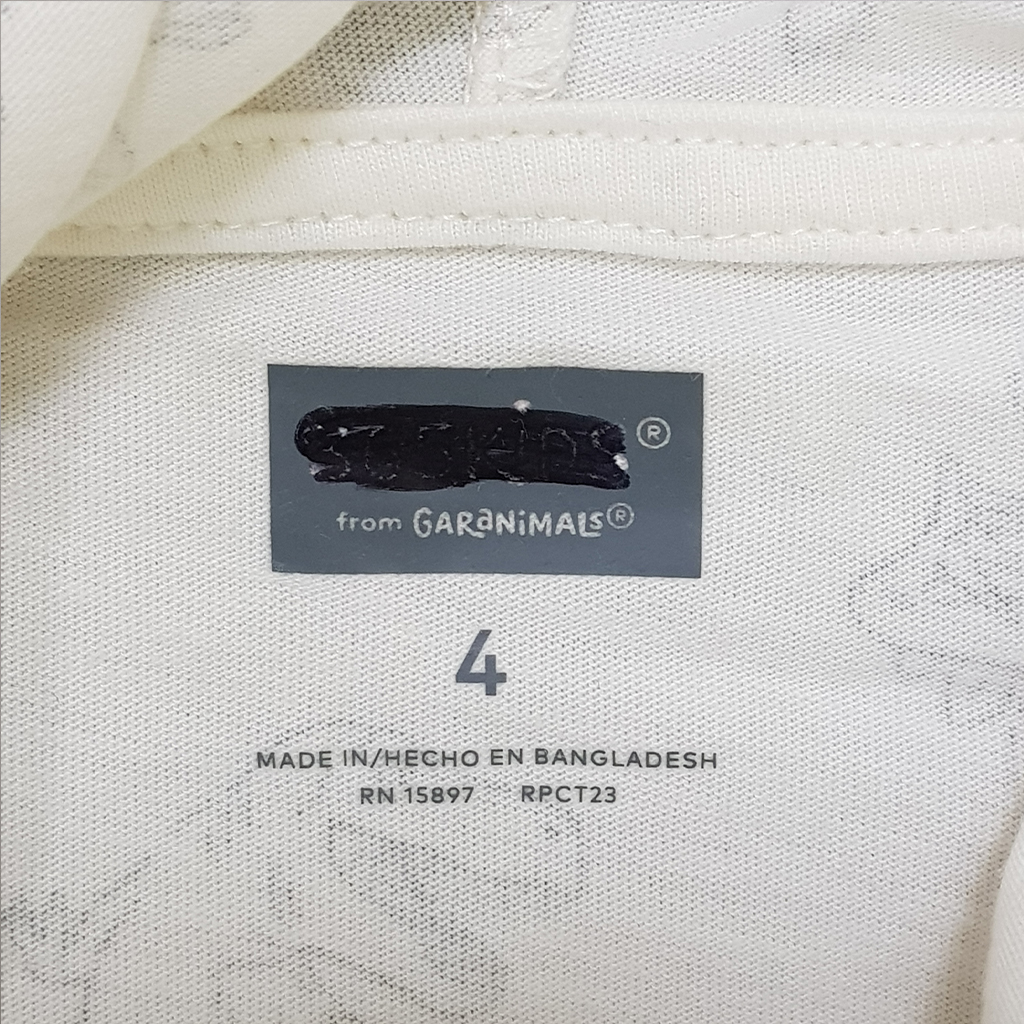 ®
from GARANIMALS®
4
MADE IN/HECHO EN BANGLADESH
RN 15897 RPCT23